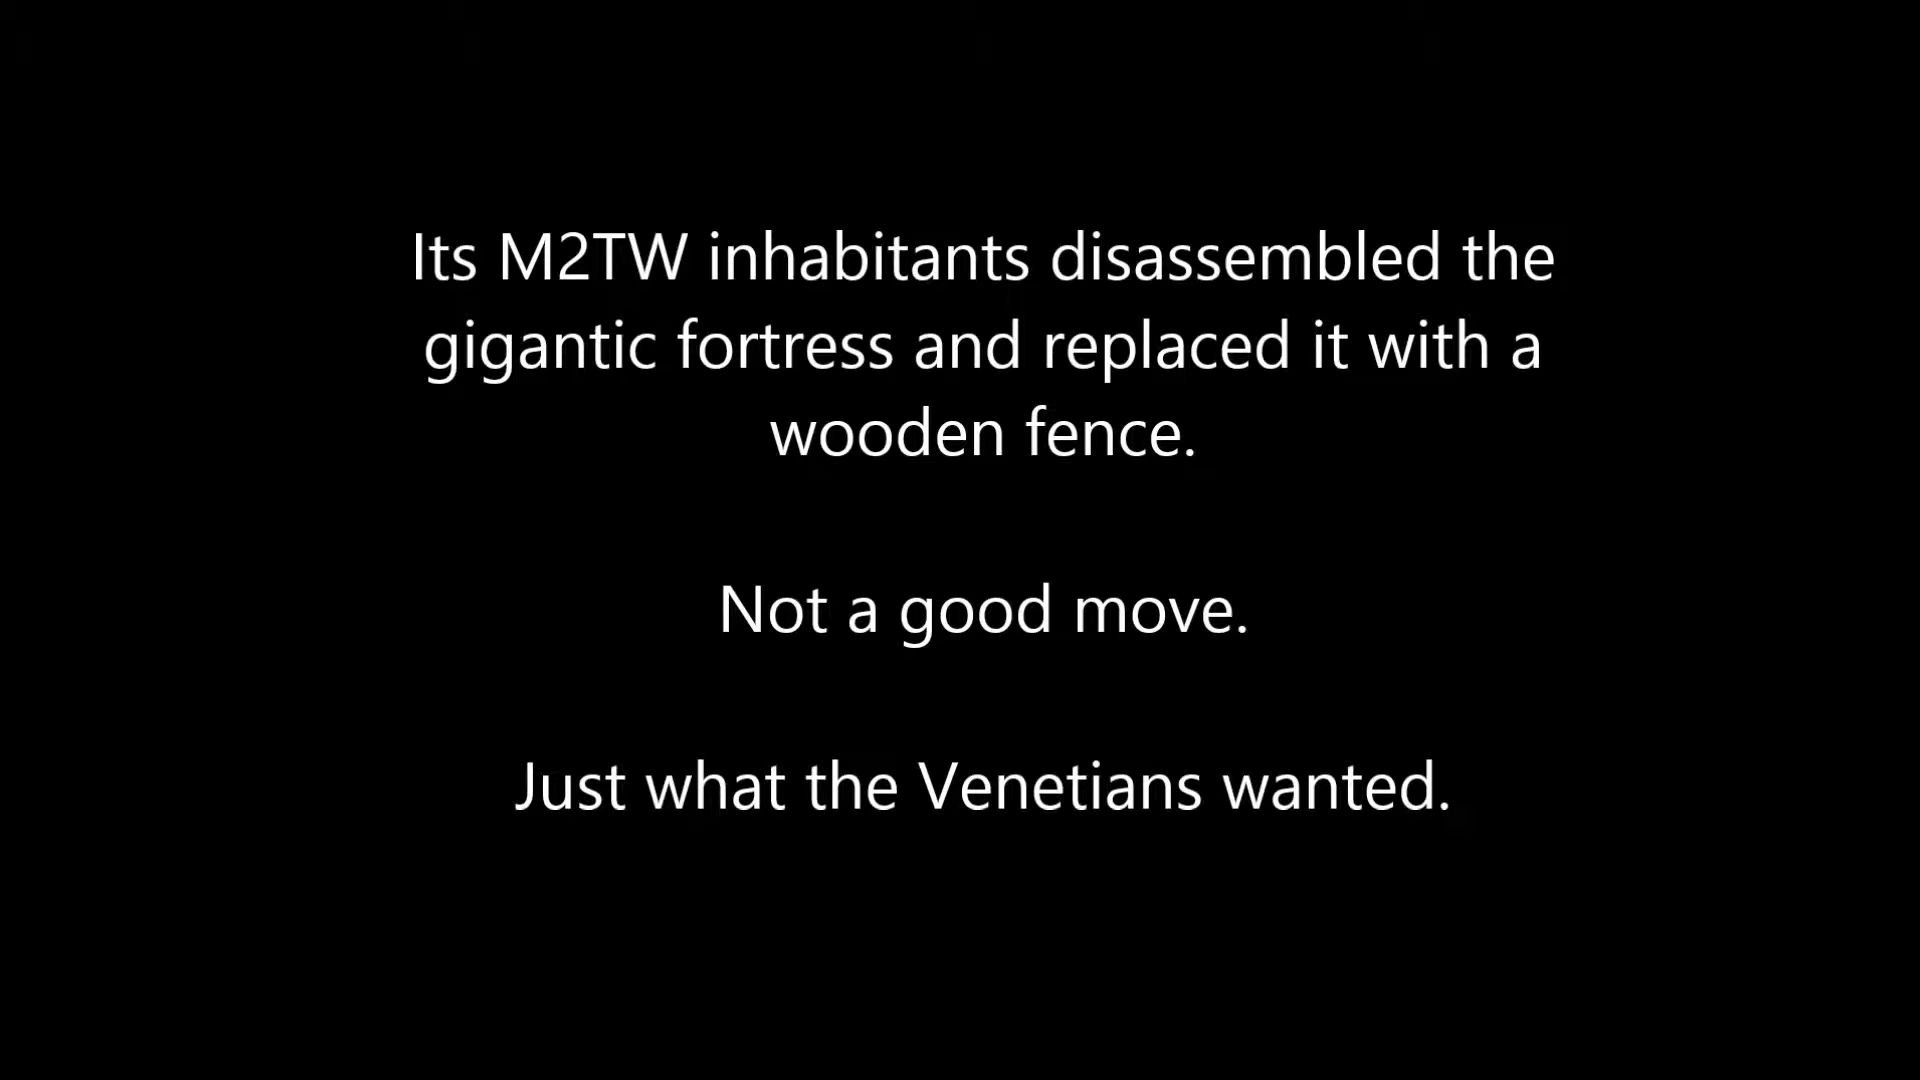 Its M2TW inhabitants disassembled the
gigantic fortress and replaced it with a
wooden fence.
Not a good move.
Just what the Venetians wanted.